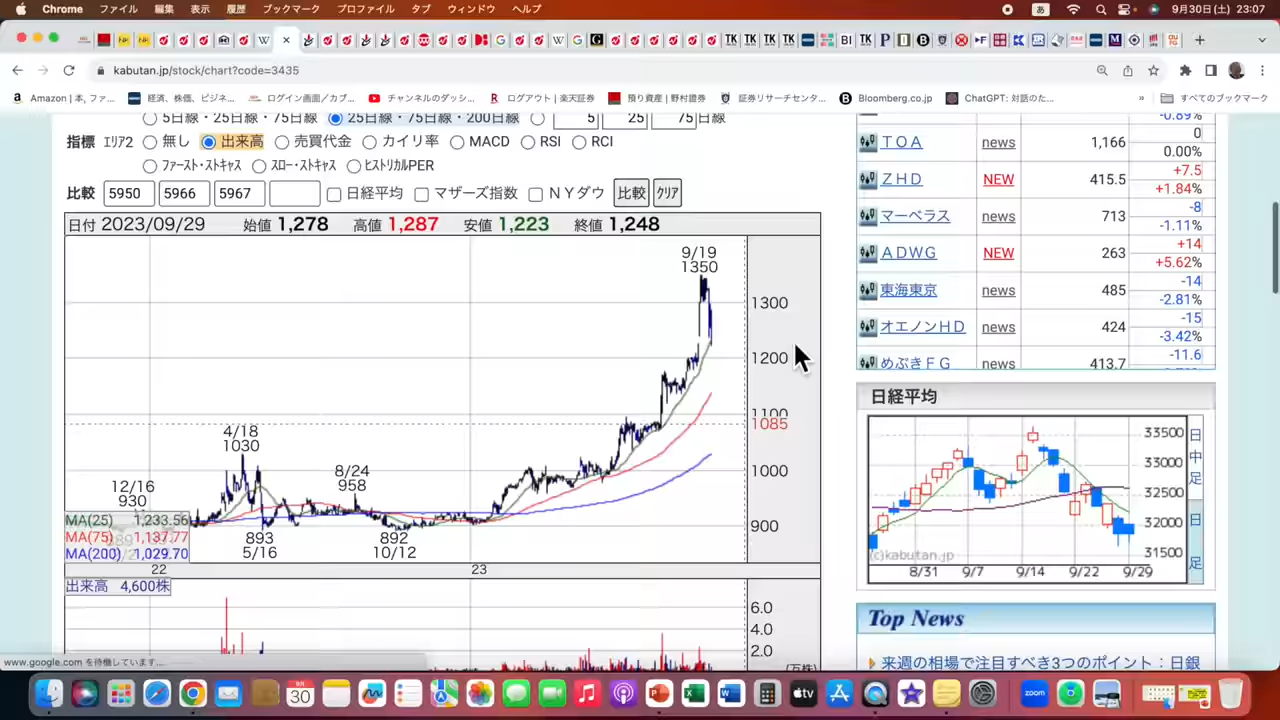 Chrome ファイル 編集 表示 履歴 ブックマーク プロファイル タブ ウィンドウ ヘルプ あ 9月30日(土) 23:07
kabutan.jp/stock/chart?code=3435
Amazon | 本, ファ... 経済、株価、ビジネ... ログイン画面／カブ... チャンネルのダッシ... ログアウト | 楽天証券 預り資産 | 野村證券 証券リサーチセンタ... Bloomberg.co.jp ChatGPT: 対話のた... » すべてのブックマーク
5日線・25日線・75日線 25日線・75日線・200日線 5 25 75日線
指標 エリア2 無し 出来高 売買代金 カイリ率 MACD RSI RCI
ファースト・ストキャス スロー・ストキャス ヒストリカルPER
比較 5950 5966 5967 日経平均 マザーズ指数 NYダウ 比較 クリア
日付 2023/09/29 始値 1,278 高値 1,287 安値 1,223 終値 1,248
9/19
1350
1300
1200
1100
1085
1000
900
4/18
1030
8/24
958
12/16
930
893
5/16
892
10/12
MA(25) 1,233.56
MA(75) 1,137.77
MA(200) 1,029.70
22 23
出来高 4,600株
6.0
4.0
2.0
(万株)
-0.89%
TOA news 1,166 0 0.00%
ZHD NEW 415.5 +7.5 +1.84%
マーベラス news 713 -8 -1.11%
ADWG NEW 263 +14 +5.62%
東海東京 news 485 -14 -2.81%
オエノンHD news 424 -15 -3.42%
めぶきFG news 413.7 -11.6
日経平均
33500
33000
32500
32000
31500
日中足
日足
(c)kabutan.jp
8/31 9/7 9/14 9/22 9/29
Top News
来週の相場で注目すべき3つのポイント：日銀
www.google.com を待機しています...
9月 30 zoom